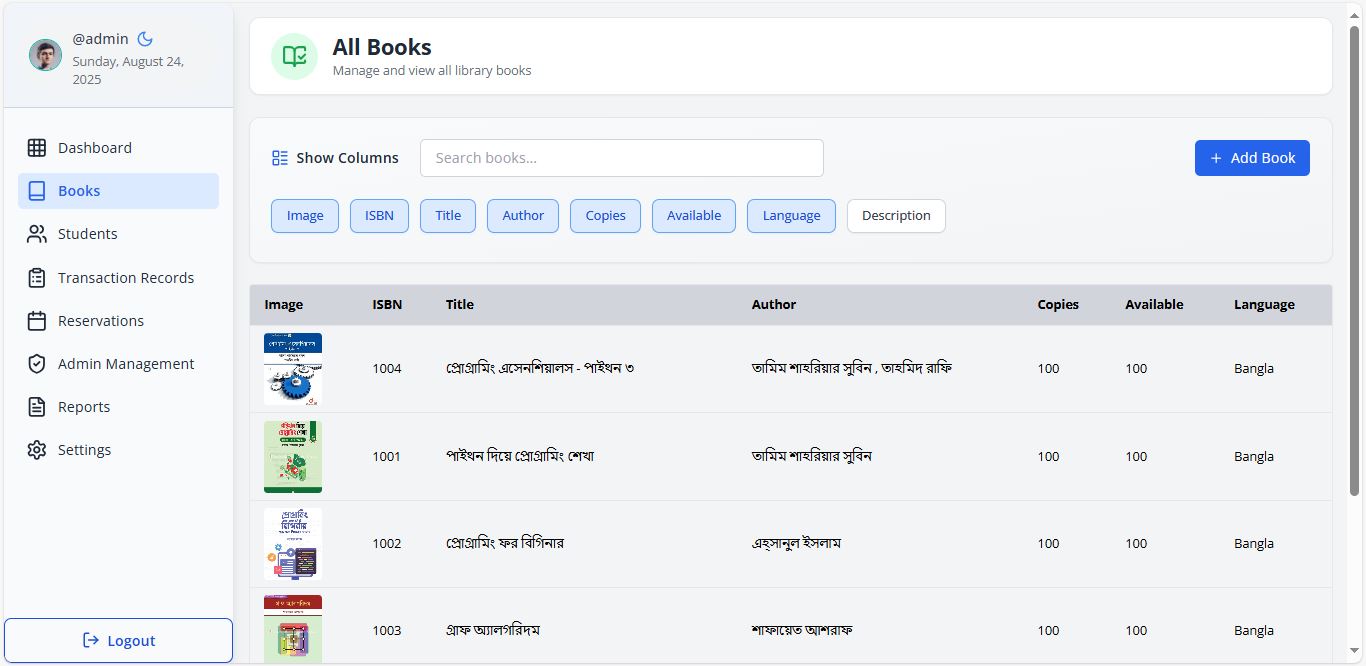 @admin
Sunday, August 24,
2025
Dashboard
Books
Students
Transaction Records
Reservations
Admin Management
Reports
Settings
Logout
All Books
Manage and view all library books
Show Columns
Search books...
+ Add Book
Image ISBN Title Author Copies Available Language Description
Image ISBN Title Author Copies Available Language
1004 প্রোগ্রামিং এসেনশিয়ালস - পাইথন ৩ তামিম শাহরিয়ার সুবিন , তাহমিদ রাফি 100 100 Bangla
পাইথন দিয়ে
প্রোগ্রামিং শেখা
1001 পাইথন দিয়ে প্রোগ্রামিং শেখা তামিম শাহরিয়ার সুবিন 100 100 Bangla
প্রোগ্রামিং
1002 প্রোগ্রামিং ফর বিগিনার এহ্সানুল ইসলাম 100 100 Bangla
গ্রাফ অ্যালগরিদম
1003 গ্রাফ অ্যালগরিদম শাফায়েত আশরাফ 100 100 Bangla